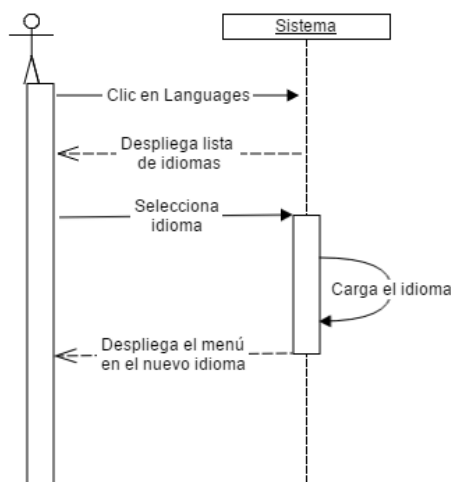 Sistema
Clic en Languages
Despliega lista
de idiomas
Selecciona
idioma
Carga el idioma
Despliega el menú
en el nuevo idioma